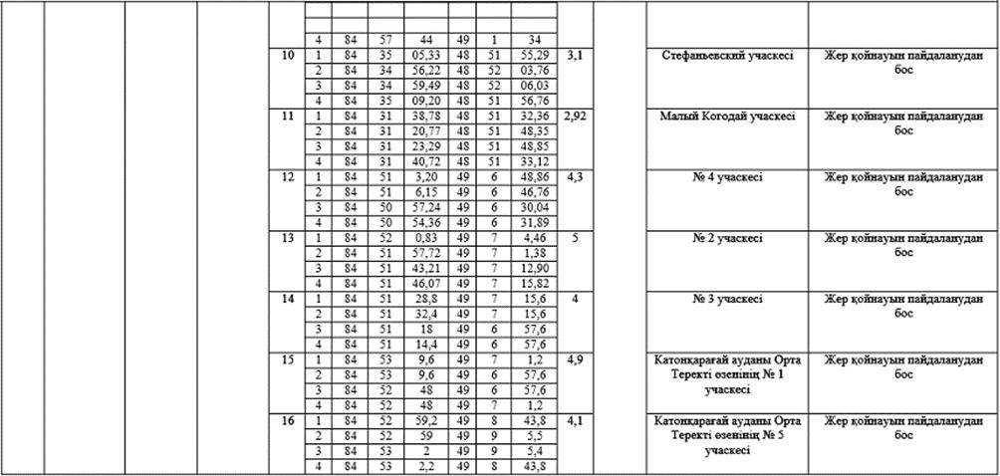 4 84 57 44 49 1 34
10 1 84 35 05,33 48 51 55,29 3,1 Стефаньевский учаскесі Жер қойнауын пайдаланудан
2 84 34 56,22 48 52 03,76 бос
3 84 34 59,49 48 52 06,03
4 84 35 09,20 48 51 56,76
11 1 84 31 38,78 48 51 32,36 2,92 Малый Когодай учаскесі Жер қойнауын пайдаланудан
2 84 31 20,77 48 51 48,35 бос
3 84 31 23,29 48 51 48,85
4 84 31 40,72 48 51 33,12
12 1 84 51 3,20 49 6 48,86 4,3 № 4 учаскесі Жер қойнауын пайдаланудан
2 84 51 6,15 49 6 46,76 бос
3 84 50 57,24 49 6 30,04
4 84 50 54,36 49 6 31,89
13 1 84 52 0,83 49 7 4,46 5 № 2 учаскесі Жер қойнауын пайдаланудан
2 84 51 57,72 49 7 1,38 бос
3 84 51 43,21 49 7 12,90
4 84 51 46,07 49 7 15,82
14 1 84 51 28,8 49 7 15,6 4 № 3 учаскесі Жер қойнауын пайдаланудан
2 84 51 32,4 49 7 15,6 бос
3 84 51 18 49 6 57,6
4 84 51 14,4 49 6 57,6
15 1 84 53 9,6 49 7 1,2 4,9 Катонқарағай ауданы Орта Жер қойнауын пайдаланудан
2 84 53 9,6 49 6 57,6 Теректі өзенінің № 1 бос
3 84 52 48 49 6 57,6 учаскесі
4 84 52 48 49 7 1,2
16 1 84 52 59,2 49 8 43,8 4,1 Катонқарағай ауданы Орта Жер қойнауын пайдаланудан
2 84 52 59 49 9 5,5 Теректі өзенінің № 5 бос
3 84 53 2 49 9 5,4 учаскесі
4 84 53 2,2 49 8 43,8